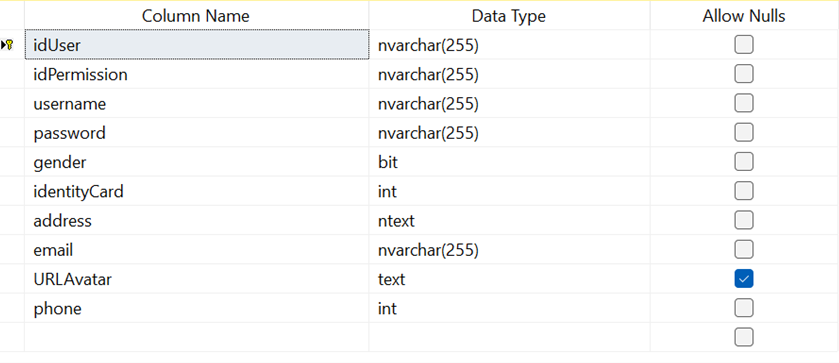 Column Name Data Type Allow Nulls
idUser nvarchar(255)
idPermission nvarchar(255)
username nvarchar(255)
password nvarchar(255)
gender bit
identityCard int
address ntext
email nvarchar(255)
URLAvatar text
phone int